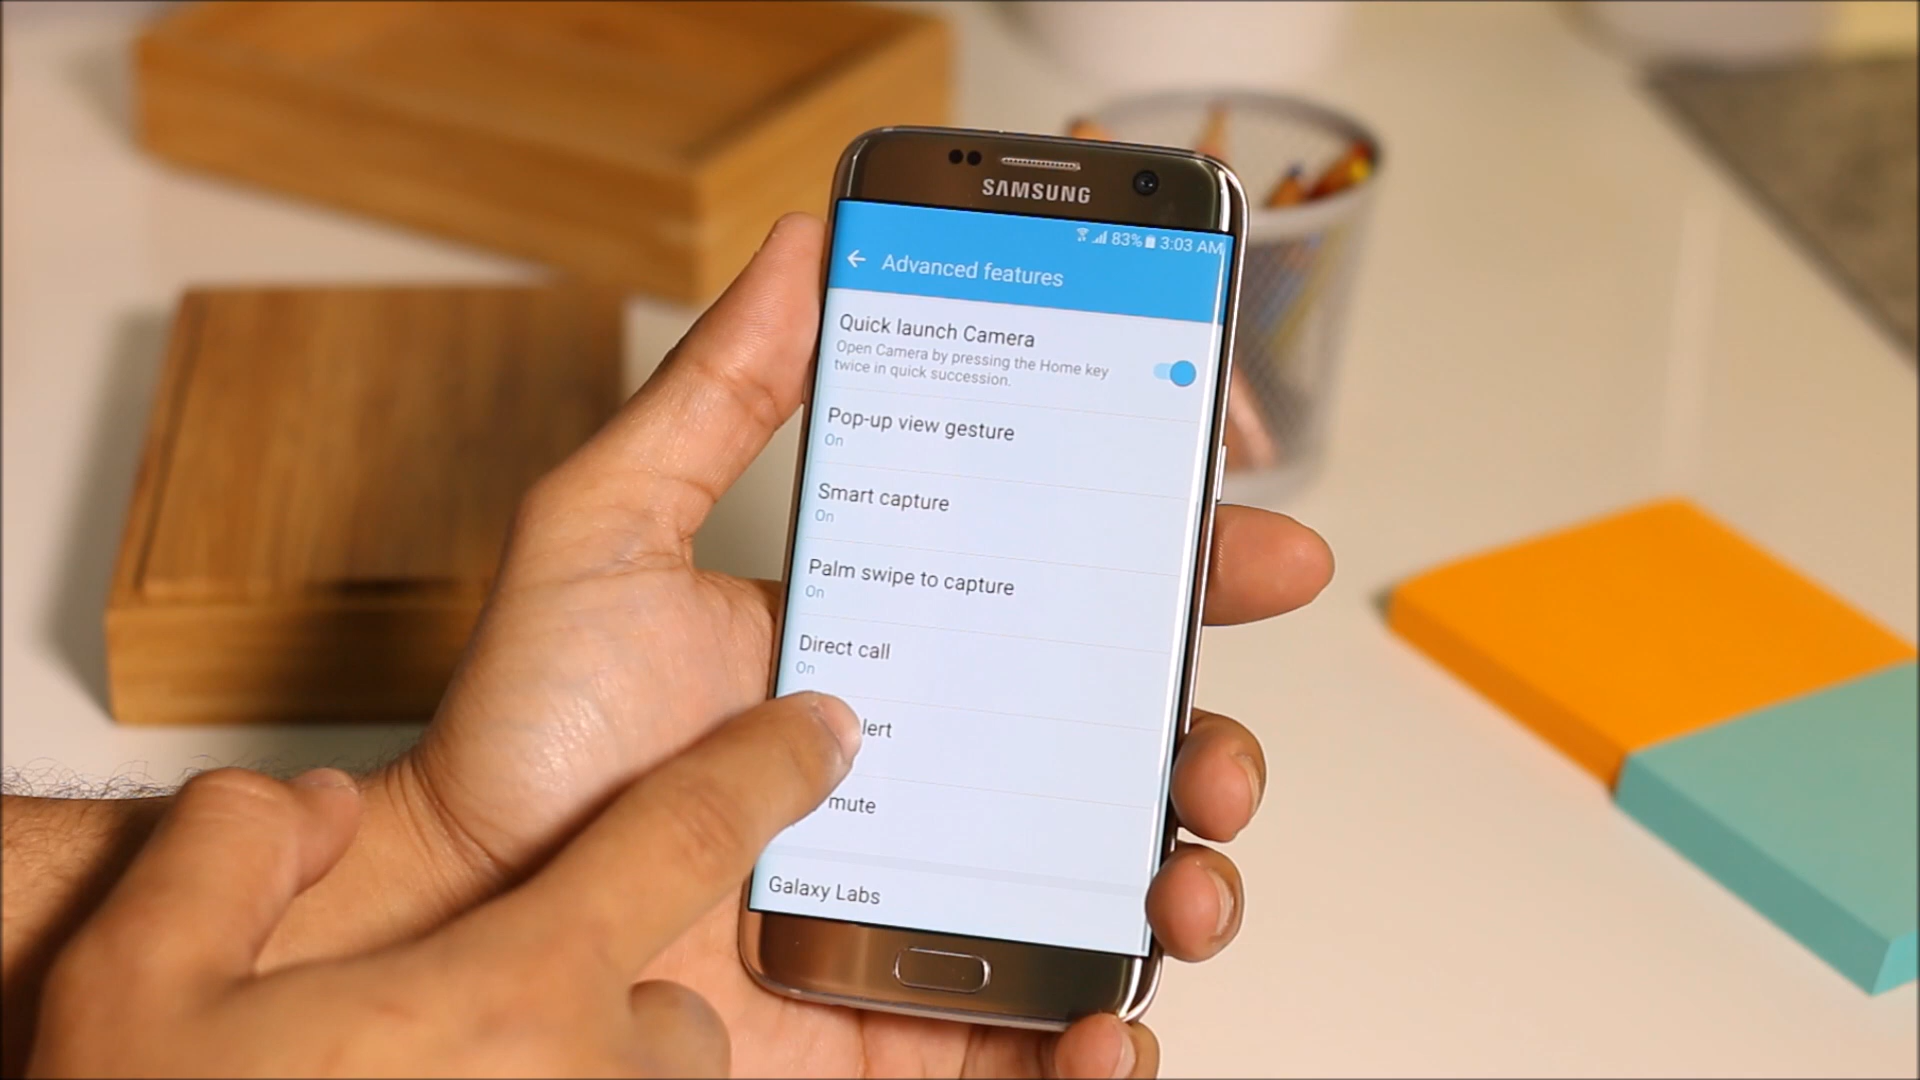 SAMSUNG
83% 3:03 AM
Advanced features
Quick launch Camera
Open Camera by pressing the Home key
twice in quick succession.
Pop-up view gesture
On
Smart capture
On
Palm swipe to capture
On
Direct call
On
lert
mute
Galaxy Labs